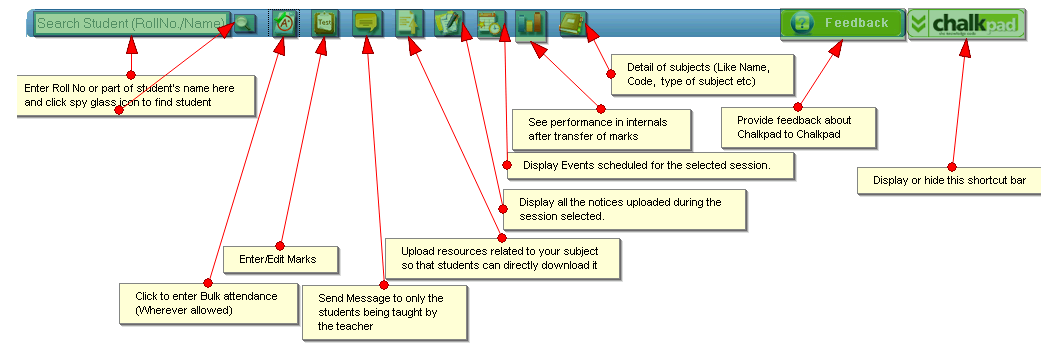 Search Student (RollNo./Name)
Test
Feedback
chalkpad
Detail of subjects (Like Name,
Code, type of subject etc)
Enter Roll No or part of student's name here
and click spy glass icon to find student
See performance in internals
after transfer of marks
Provide feedback about
Chalkpad to Chalkpad
Display Events scheduled for the selected session.
Display or hide this shortcut bar
Display all the notices uploaded during the
session selected.
Upload resources related to your subject
so that students can directly download it
Enter/Edit Marks
Click to enter Bulk attendance
(Wherever allowed)
Send Message to only the
students being taught by
the teacher